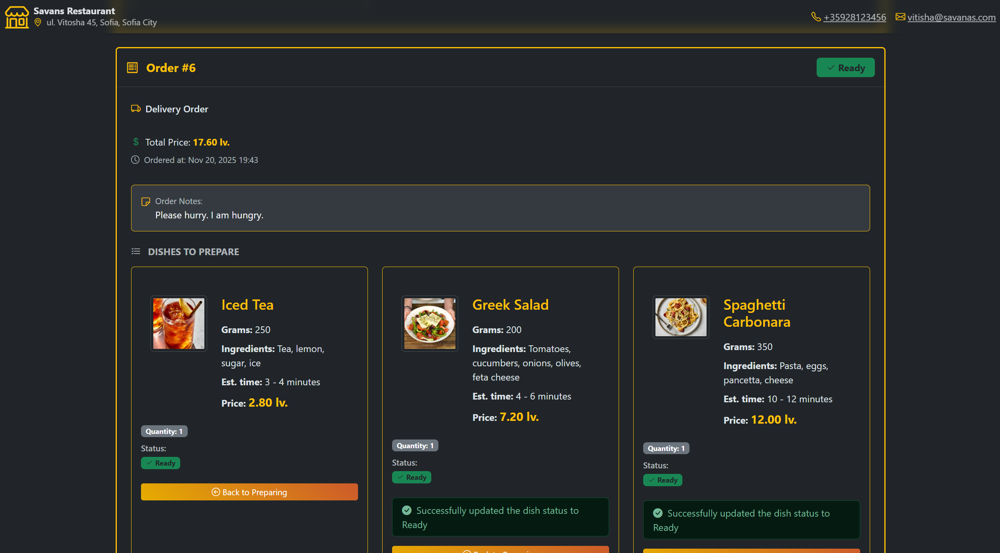 Savans Restaurant
ul. Vitosha 45, Sofia, Sofia City
+35928123456
vitisha@savanas.com
Order #6
Ready
Delivery Order
Total Price: 17.60 lv.
Ordered at: Nov 20, 2025 19:43
Order Notes:
Please hurry. I am hungry.
DISHES TO PREPARE
Iced Tea
Grams: 250
Ingredients: Tea, lemon,
sugar, ice
Est. time: 3 - 4 minutes
Price: 2.80 lv.
Quantity: 1
Status:
Ready
Back to Preparing
Greek Salad
Grams: 200
Ingredients: Tomatoes,
cucumbers, onions, olives,
feta cheese
Est. time: 4 - 6 minutes
Price: 7.20 lv.
Quantity: 1
Status:
Ready
Successfully updated the dish status to
Ready
Spaghetti
Carbonara
Grams: 350
Ingredients: Pasta, eggs,
pancetta, cheese
Est. time: 10 - 12 minutes
Price: 12.00 lv.
Quantity: 1
Status:
Ready
Successfully updated the dish status to
Ready